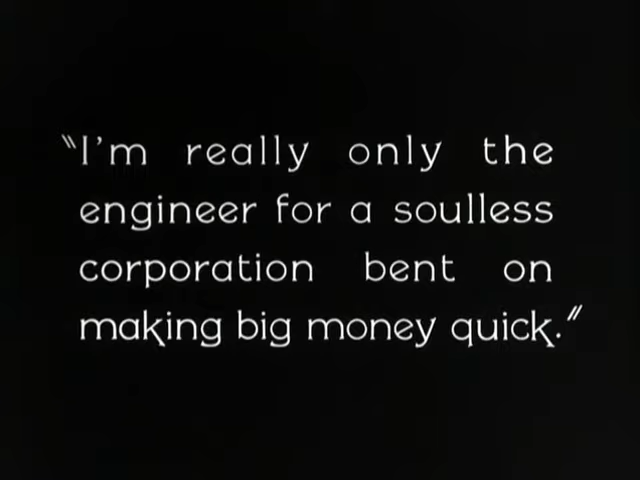 "I'm really only the
engineer for a soulless
corporation bent on
making big money quick."